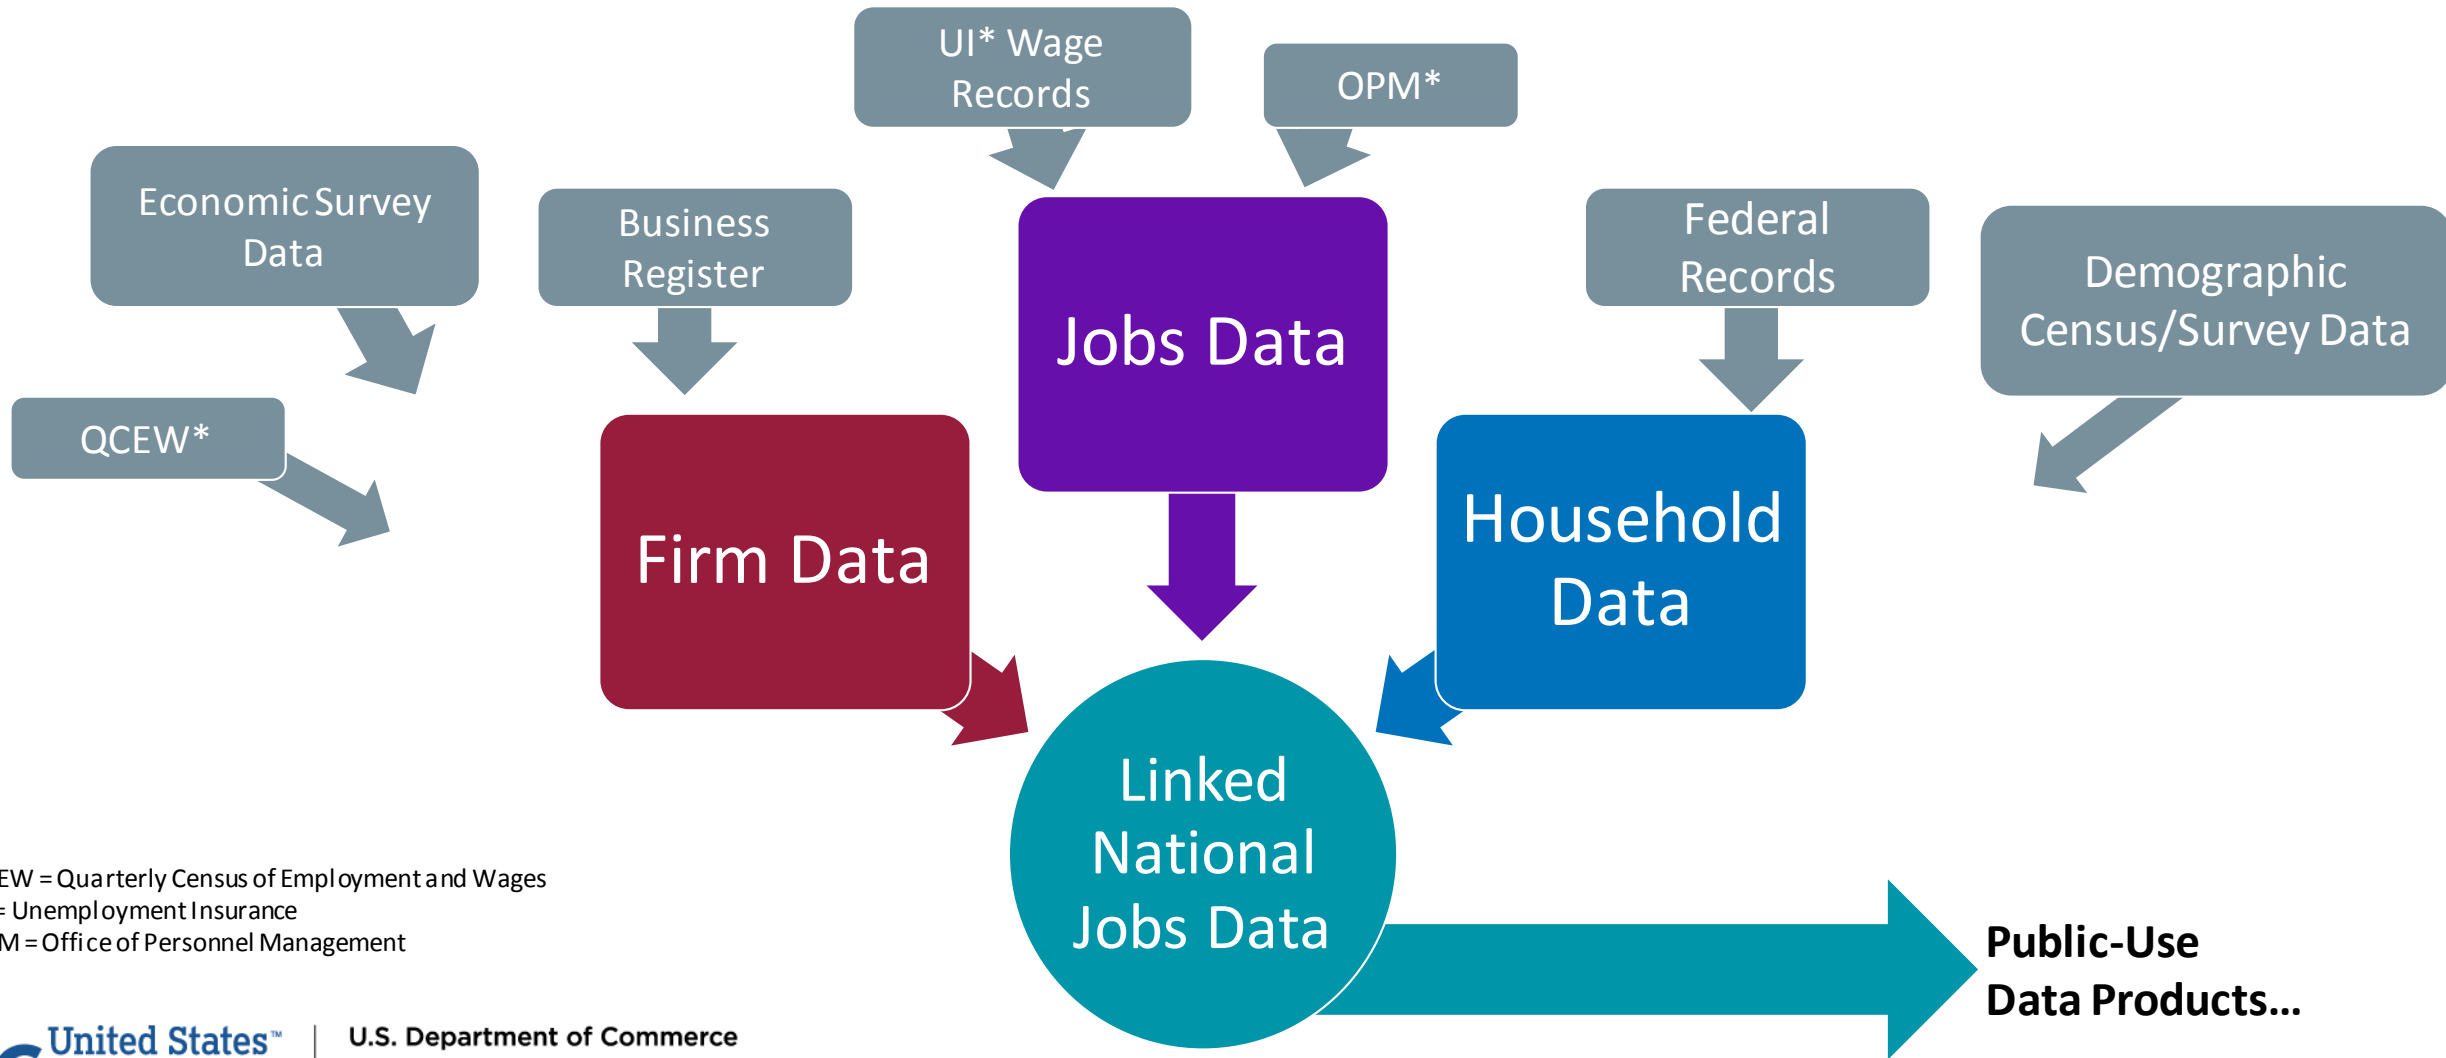 UI* Wage
Records
OPM*
Economic Survey
Data
Business
Register
Federal
Records
Demographic
Census/Survey Data
Jobs Data
QCEW*
Firm Data
Household
Data
Linked
National
Jobs Data
EW = Quarterly Census of Employment and Wages
= Unemployment Insurance
M = Office of Personnel Management
Public-Use
Data Products...
United States™
U.S. Department of Commerce